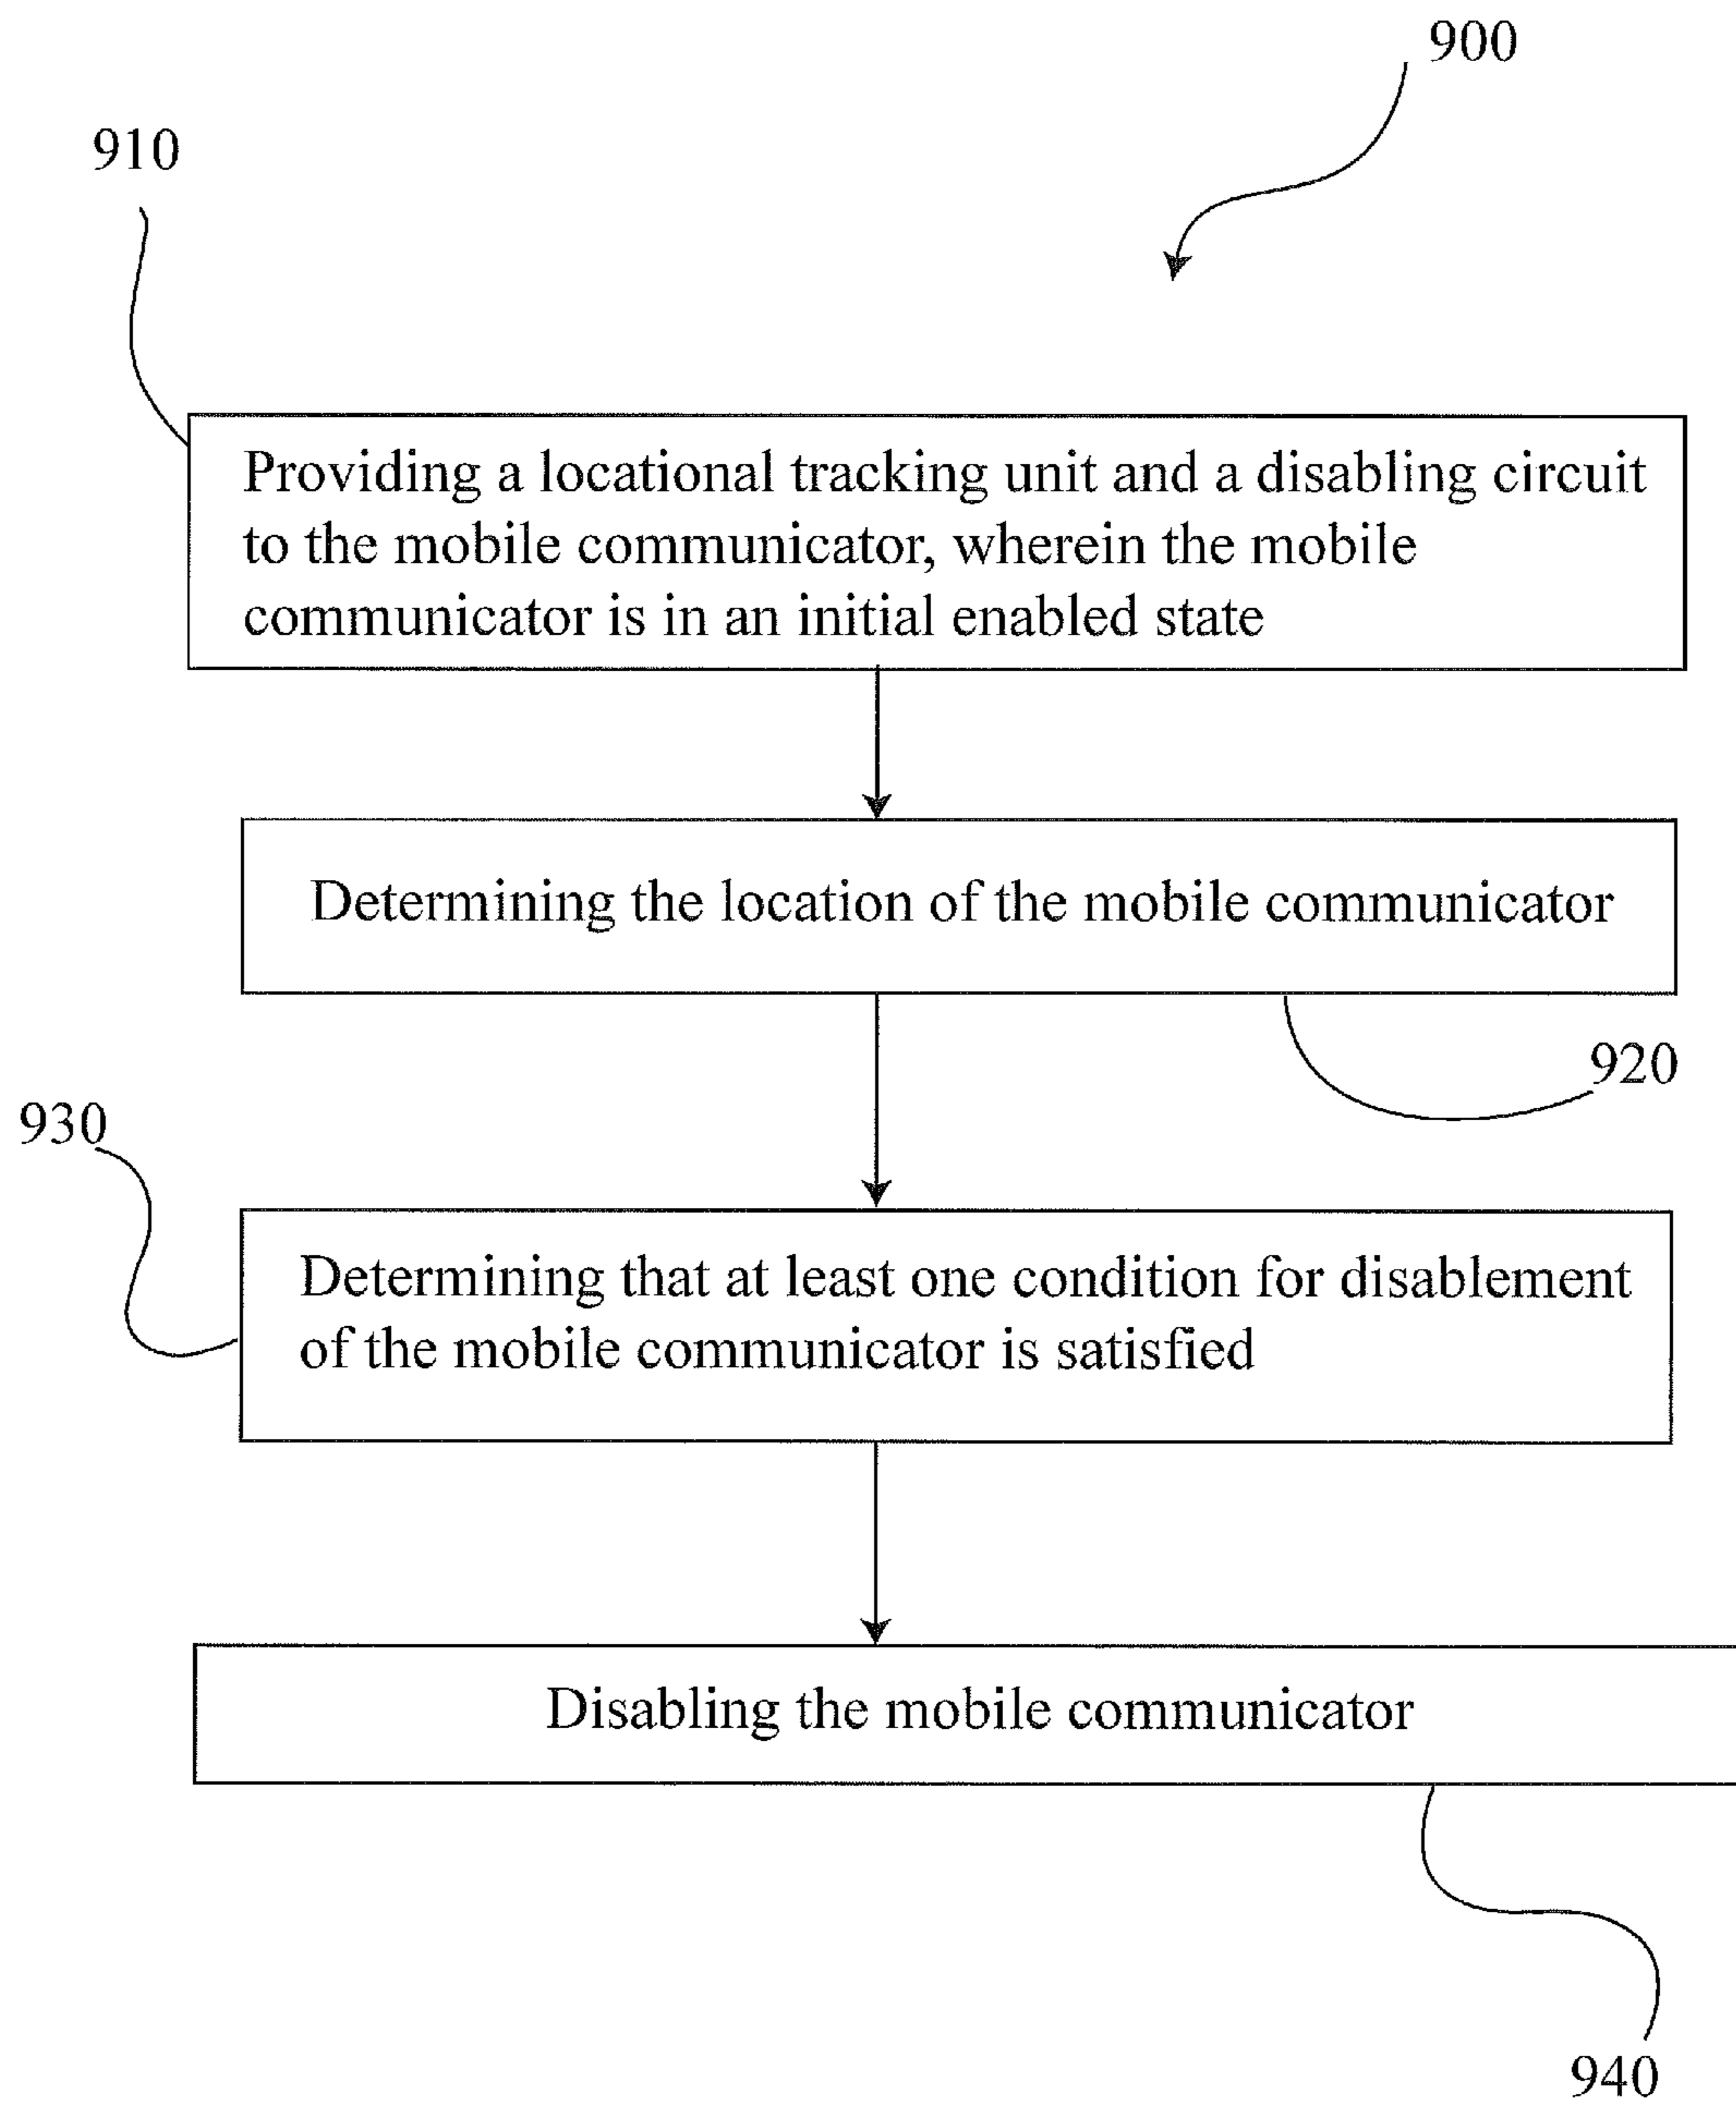 900
910
Providing a locational tracking unit and a disabling circuit
to the mobile communicator, wherein the mobile
communicator is in an initial enabled state
Determining the location of the mobile communicator
920
930
Determining that at least one condition for disablement
of the mobile communicator is satisfied
Disabling the mobile communicator
940